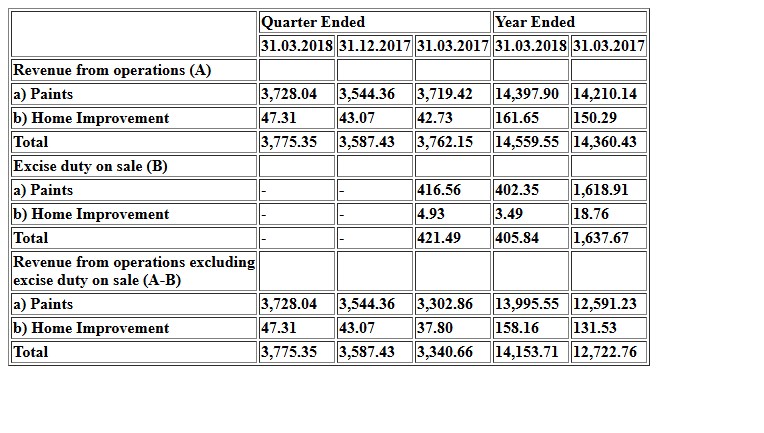 Quarter Ended Year Ended
31.03.2018 31.12.2017 31.03.2017 31.03.2018 31.03.2017
Revenue from operations (A)
a) Paints 3,728.04 3,544.36 3,719.42 14,397.90 14,210.14
b) Home Improvement 47.31 43.07 42.73 161.65 150.29
Total 3,775.35 3,587.43 3,762.15 14,559.55 14,360.43
Excise duty on sale (B)
a) Paints - - 416.56 402.35 1,618.91
b) Home Improvement - - 4.93 3.49 18.76
Total - - 421.49 405.84 1,637.67
Revenue from operations excluding
excise duty on sale (A-B)
a) Paints 3,728.04 3,544.36 3,302.86 13,995.55 12,591.23
b) Home Improvement 47.31 43.07 37.80 158.16 131.53
Total 3,775.35 3,587.43 3,340.66 14,153.71 12,722.76